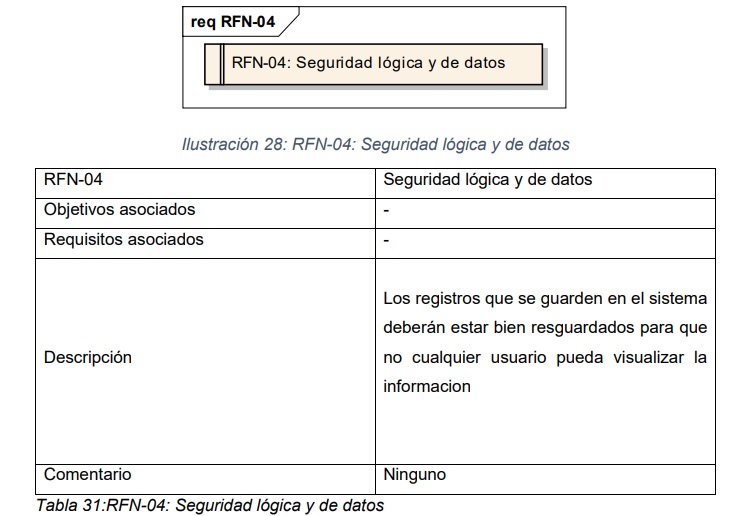 req RFN-04
RFN-04: Seguridad lógica y de datos
Ilustración 28: RFN-04: Seguridad lógica y de datos
RFN-04 Seguridad lógica y de datos
Objetivos asociados -
Requisitos asociados -
Descripción
Los registros que se guarden en el sistema
deberán estar bien resguardados para que
no cualquier usuario pueda visualizar la
informacion
Comentario Ninguno
Tabla 31:RFN-04: Seguridad lógica y de datos